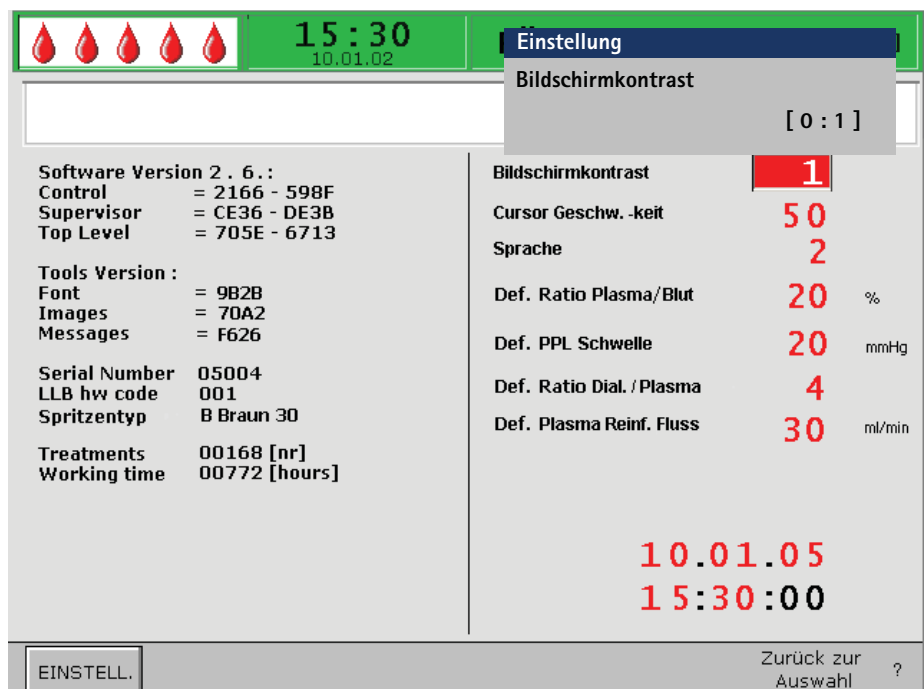 15:30
10.01.02
Einstellung
Bildschirmkontrast
[ 0 : 1 ]
Software Version 2 . 6.:
Control = 2166 - 598F
Supervisor = CE36 - DE3B
Top Level = 705E - 6713
Tools Version :
Font = 9B2B
Images = 70A2
Messages = F626
Serial Number 05004
LLB hw code 001
Spritzentyp B Braun 30
Treatments 00168 [nr]
Working time 00772 [hours]
Bildschirmkontrast 1
Cursor Geschw. -keit 50
Sprache 2
Def. Ratio Plasma/Blut 20 %
Def. PPL Schwelle 20 mmHg
Def. Ratio Dial. / Plasma 4
Def. Plasma Reinf. Fluss 30 ml/min
10.01.05
15:30:00
EINSTELL.
Zurück zur
Auswahl ?